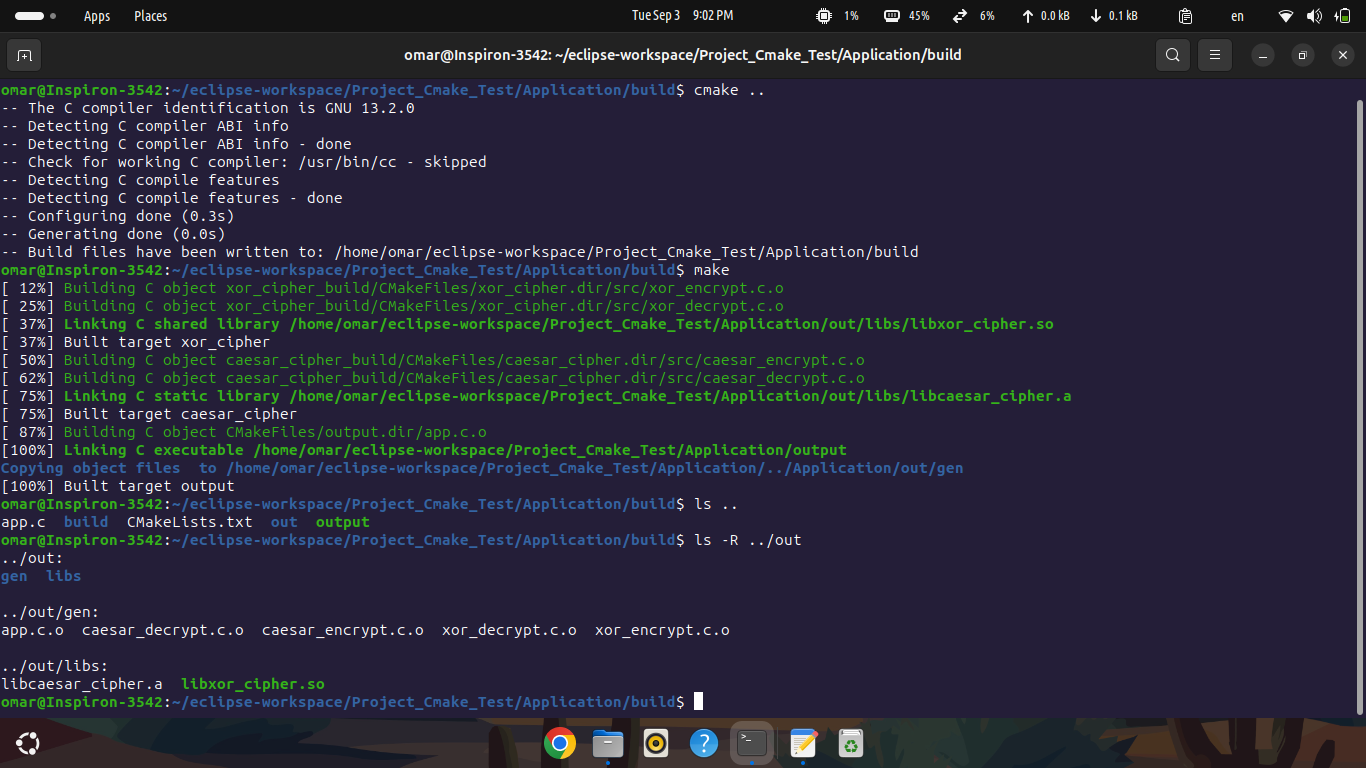 Apps Places Tue Sep 3 9:02 PM 1% 45% 6% 0.0 kB 0.1 kB en
omar@Inspiron-3542: ~/eclipse-workspace/Project_Cmake_Test/Application/build
omar@Inspiron-3542:~/eclipse-workspace/Project_Cmake_Test/Application/build$ cmake ..
-- The C compiler identification is GNU 13.2.0
-- Detecting C compiler ABI info
-- Detecting C compiler ABI info - done
-- Check for working C compiler: /usr/bin/cc - skipped
-- Detecting C compile features
-- Detecting C compile features - done
-- Configuring done (0.3s)
-- Generating done (0.0s)
-- Build files have been written to: /home/omar/eclipse-workspace/Project_Cmake_Test/Application/build
omar@Inspiron-3542:~/eclipse-workspace/Project_Cmake_Test/Application/build$ make
[ 12%] Building C object xor_cipher_build/CMakeFiles/xor_cipher.dir/src/xor_encrypt.c.o
[ 25%] Building C object xor_cipher_build/CMakeFiles/xor_cipher.dir/src/xor_decrypt.c.o
[ 37%] Linking C shared library /home/omar/eclipse-workspace/Project_Cmake_Test/Application/out/libs/libxor_cipher.so
[ 37%] Built target xor_cipher
[ 50%] Building C object caesar_cipher_build/CMakeFiles/caesar_cipher.dir/src/caesar_encrypt.c.o
[ 62%] Building C object caesar_cipher_build/CMakeFiles/caesar_cipher.dir/src/caesar_decrypt.c.o
[ 75%] Linking C static library /home/omar/eclipse-workspace/Project_Cmake_Test/Application/out/libs/libcaesar_cipher.a
[ 75%] Built target caesar_cipher
[ 87%] Building C object CMakeFiles/output.dir/app.c.o
[100%] Linking C executable /home/omar/eclipse-workspace/Project_Cmake_Test/Application/output
Copying object files  to /home/omar/eclipse-workspace/Project_Cmake_Test/Application/../Application/out/gen
[100%] Built target output
omar@Inspiron-3542:~/eclipse-workspace/Project_Cmake_Test/Application/build$ ls ..
app.c  build  CMakeLists.txt  out  output
omar@Inspiron-3542:~/eclipse-workspace/Project_Cmake_Test/Application/build$ ls -R ../out
../out:
gen  libs
../out/gen:
app.c.o  caesar_decrypt.c.o  caesar_encrypt.c.o  xor_decrypt.c.o  xor_encrypt.c.o
../out/libs:
libcaesar_cipher.a  libxor_cipher.so
omar@Inspiron-3542:~/eclipse-workspace/Project_Cmake_Test/Application/build$